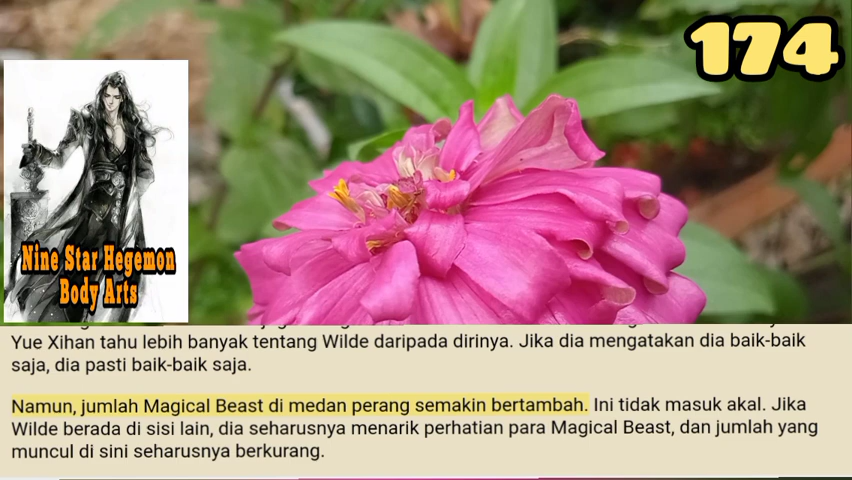 174
Nine Star Hegemon
Body Arts
Yue Xihan tahu lebih banyak tentang Wilde daripada dirinya. Jika dia mengatakan dia baik-baik
saja, dia pasti baik-baik saja.
Namun, jumlah Magical Beast di medan perang semakin bertambah. Ini tidak masuk akal. Jika
Wilde berada di sisi lain, dia seharusnya menarik perhatian para Magical Beast, dan jumlah yang
muncul di sini seharusnya berkurang.